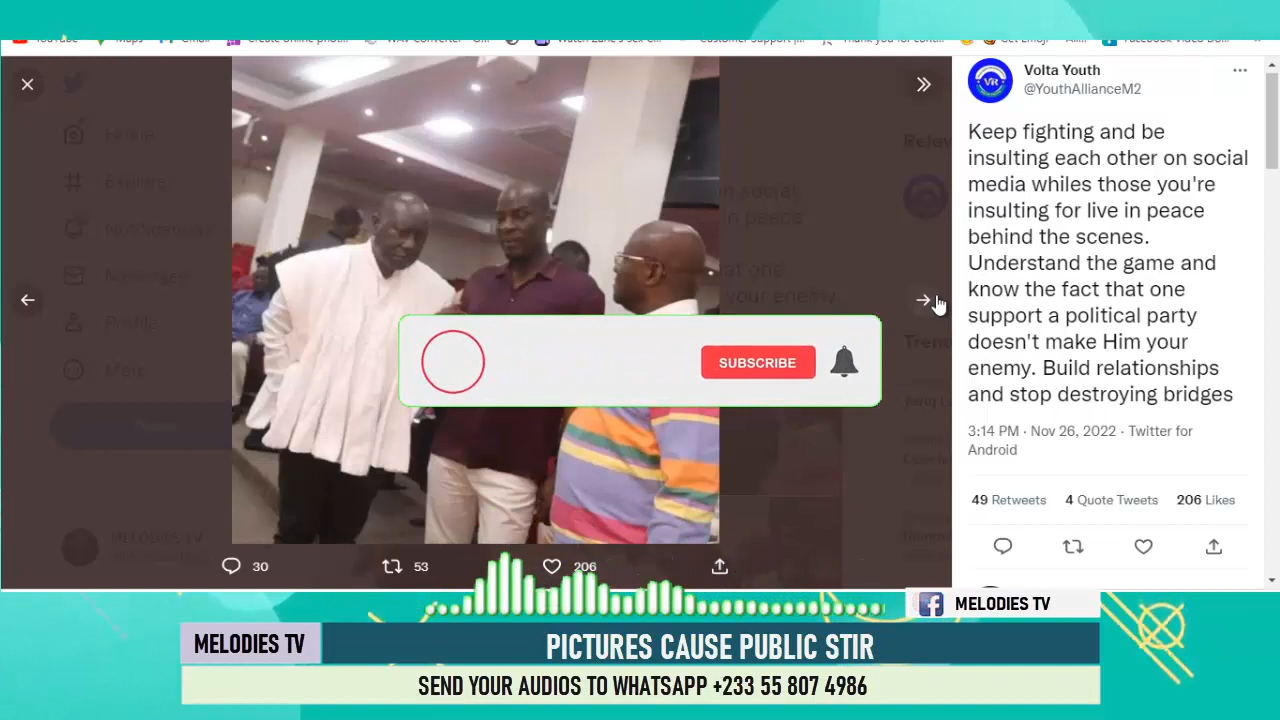 Volta Youth
@YouthAllianceM2
Keep fighting and be
insulting each other on social
media whiles those you're
insulting for live in peace
behind the scenes.
Understand the game and
know the fact that one
support a political party
doesn't make Him your
enemy. Build relationships
and stop destroying bridges
3:14 PM · Nov 26, 2022 · Twitter for
Android
49 Retweets 4 Quote Tweets 206 Likes
Explore
Profile
SUBSCRIBE
30
53
206
MELODIES TV
MELODIES TV
PICTURES CAUSE PUBLIC STIR
SEND YOUR AUDIOS TO WHATSAPP +233 55 807 4986